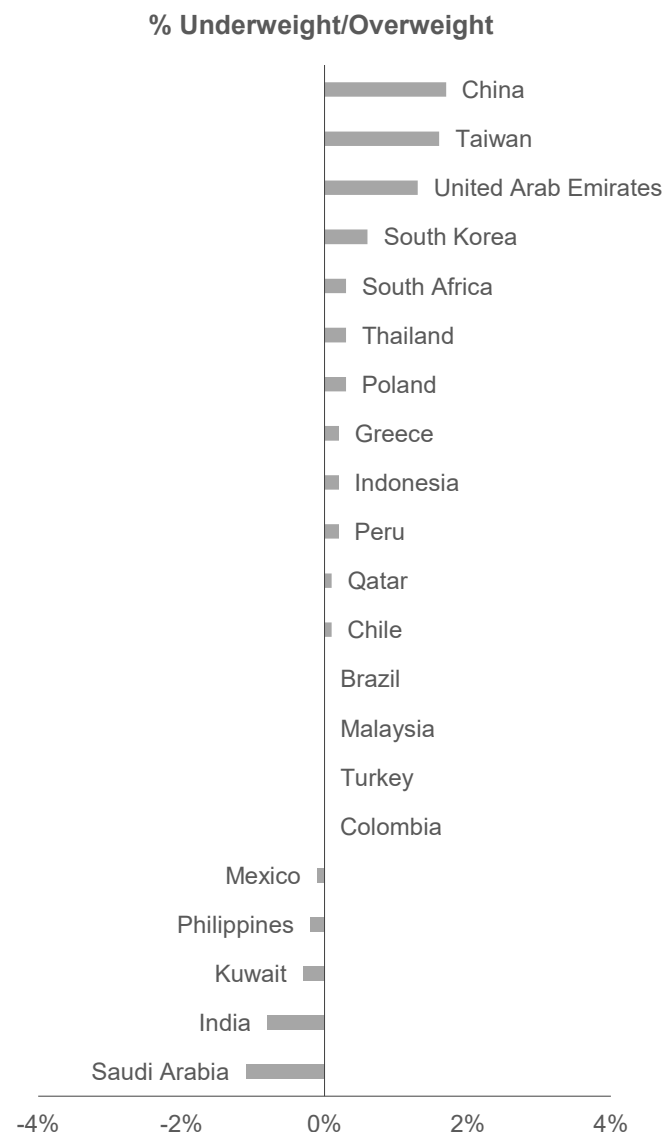 % Underweight/Overweight
China
Taiwan
United Arab Emirates
South Korea
South Africa
Thailand
Poland
Greece
Indonesia
Peru
Qatar
Chile
Brazil
Malaysia
Turkey
Colombia
Mexico
Philippines
Kuwait
India
Saudi Arabia
-4% -2% 0% 2% 4%